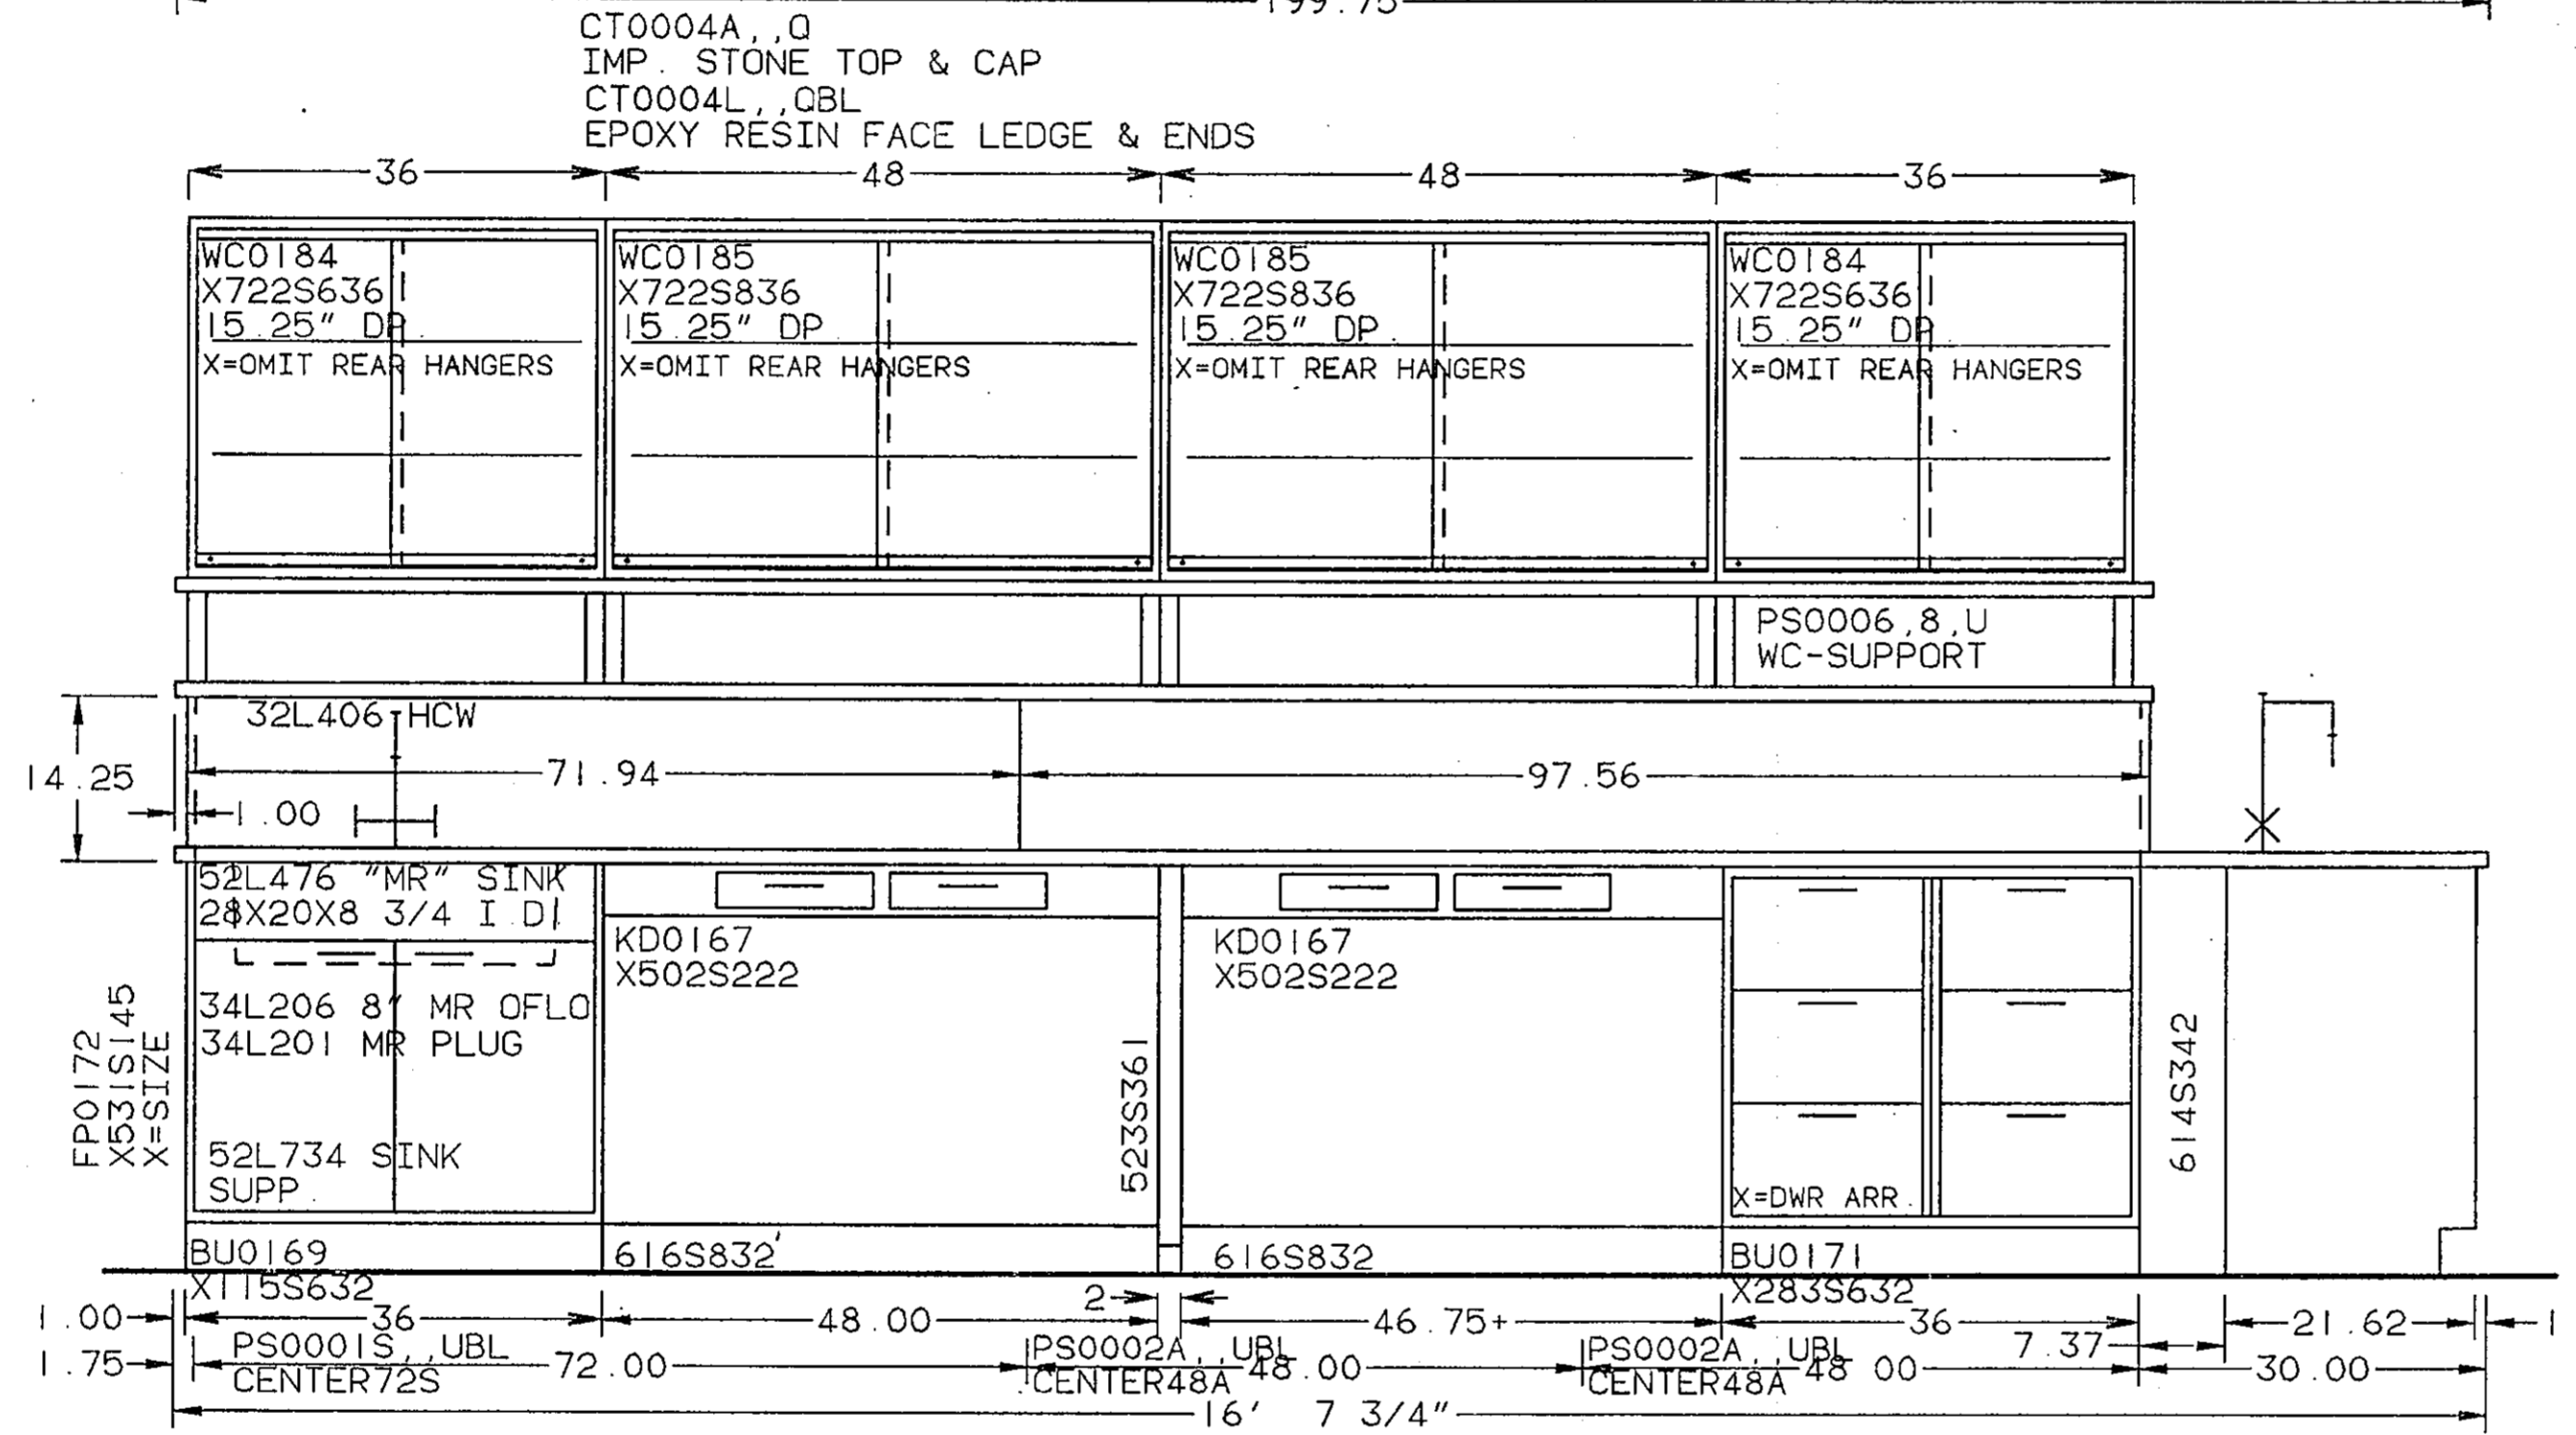 199.75
CT0004A,,Q
IMP. STONE TOP & CAP
CT0004L,,QBL
EPOXY RESIN FACE LEDGE & ENDS
36
48
48
36
WC0184
X722S636
15.25" DP.
X=OMIT REAR HANGERS
WC0185
X722S836
15.25" DP.
X=OMIT REAR HANGERS
WC0185
X722S836
15.25" DP.
X=OMIT REAR HANGERS
WC0184
X722S636
15.25" DP.
X=OMIT REAR HANGERS
PS0006,8,U
WC-SUPPORT
32L406 HCW
14.25
71.94
97.56
1.00
52L476 "MR" SINK
28X20X8 3/4 I.D.
34L206 8" MR OFLO
34L201 MR PLUG
52L734 SINK
SUPP.
FP0172
X531S145
X=SIZE
KD0167
X502S222
523S361
KD0167
X502S222
X=DWR ARR.
614S342
BU0169
X115S632
616S832
616S832
BU0171
X283S632
1.00
36
48.00
2
46.75+
36
7.37
21.62
1
1.75
PS0001S,,UBL
CENTER72S
72.00
PS0002A,,UBL
CENTER48A
48.00
PS0002A,,UBL
CENTER48A
48.00
30.00
16' 7 3/4"